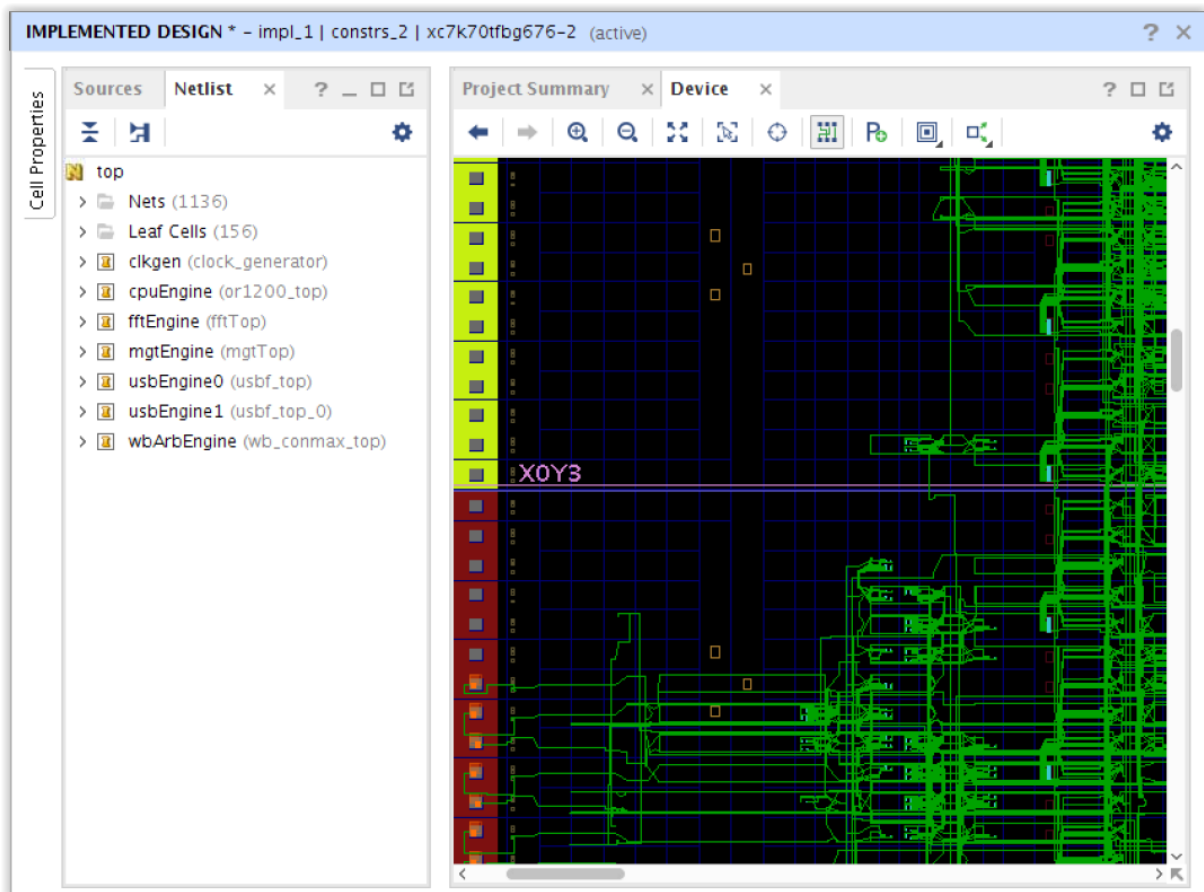 IMPLEMENTED DESIGN * - impl_1 | constrs_2 | xc7k70tfbg676-2 (active)
Cell Properties
Sources Netlist
Project Summary Device
top
Nets (1136)
Leaf Cells (156)
clkgen (clock_generator)
cpuEngine (or1200_top)
fftEngine (fftTop)
mgtEngine (mgtTop)
usbEngine0 (usbf_top)
usbEngine1 (usbf_top_0)
wbArbEngine (wb_conmax_top)
X0Y3